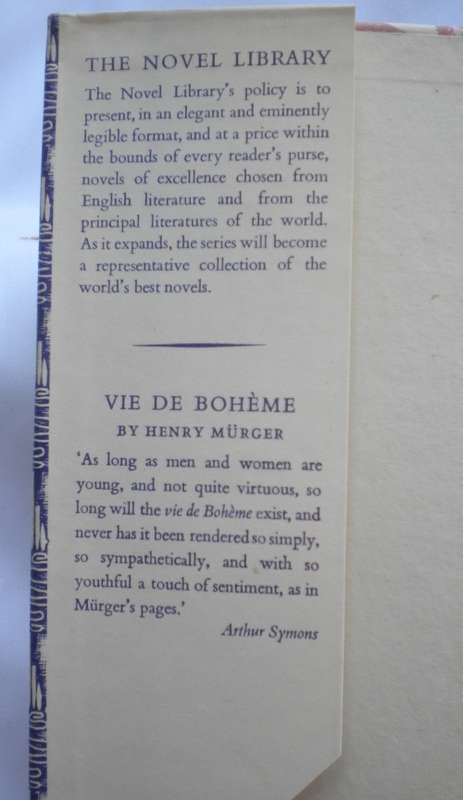 THE NOVEL LIBRARY
The Novel Library's policy is to
present, in an elegant and eminently
legible format, and at a price within
the bounds of every reader's purse,
novels of excellence chosen from
English literature and from the
principal literatures of the world.
As it expands, the series will become
a representative collection of the
world's best novels.
VIE DE BOHÈME
BY HENRY MÜRGER
'As long as men and women are
young, and not quite virtuous, so
long will the vie de Bohème exist, and
never has it been rendered so simply,
so sympathetically, and with so
youthful a touch of sentiment, as in
Mürger's pages.'
Arthur Symons